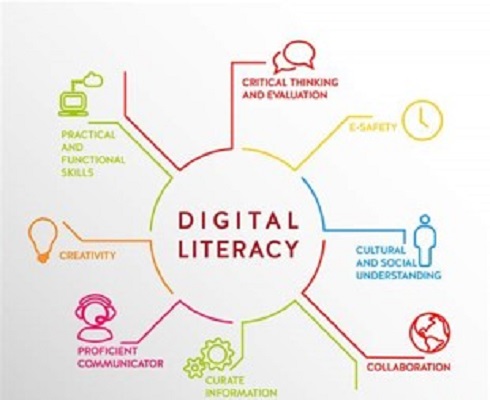 CRITICAL THINKING
AND EVALUATION
E-SAFETY
PRACTICAL
AND
FUNCTIONAL
SKILLS
DIGITAL
LITERACY
CULTURAL
AND SOCIAL
UNDERSTANDING
CREATIVITY
PROFICIENT
COMMUNICATOR
COLLABORATION
CURATE
INFORMATION